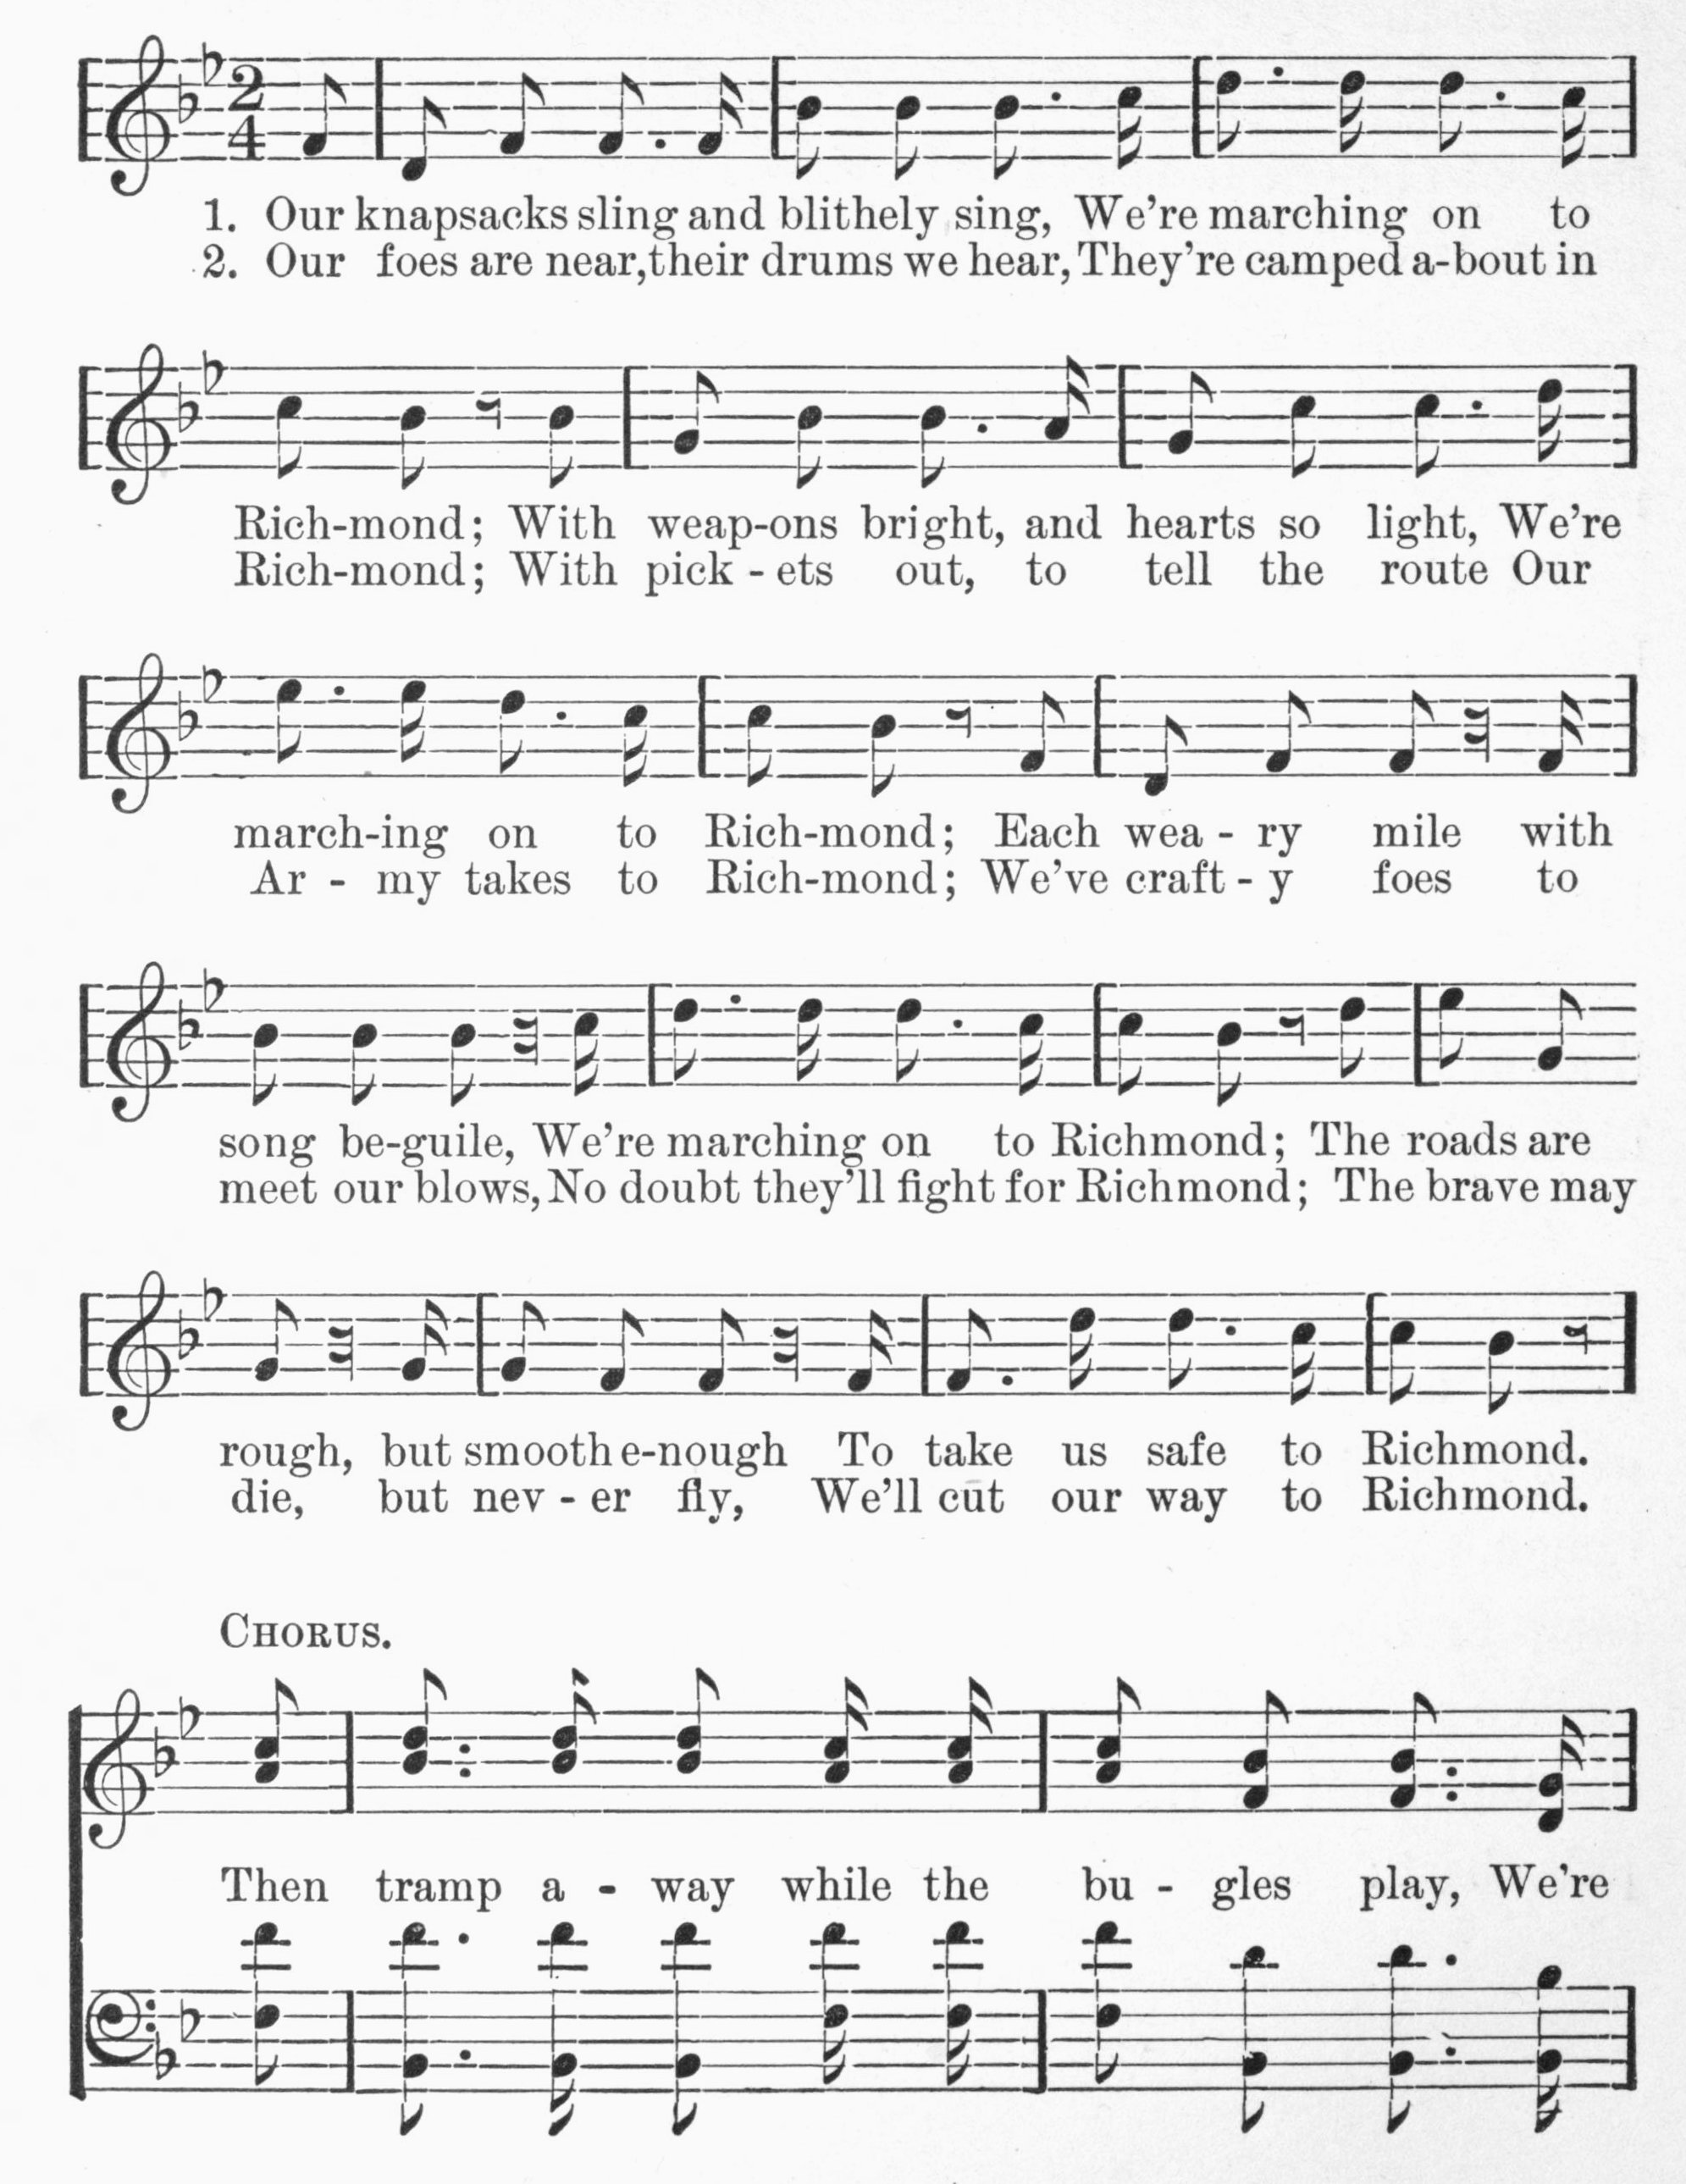 2
4
1. Our knapsacks sling and blithely sing, We're marching on to
2. Our foes are near, their drums we hear, They're camped a-bout in
Rich-mond; With weap-ons bright, and hearts so light, We're
Rich-mond; With pick - ets out, to tell the route Our
march-ing on to Rich-mond; Each wea - ry mile with
Ar - my takes to Rich-mond; We've craft - y foes to
song be-guile, We're marching on to Richmond; The roads are
meet our blows, No doubt they'll fight for Richmond; The brave may
rough, but smooth e-nough To take us safe to Richmond.
die, but nev - er fly, We'll cut our way to Richmond.
CHORUS.
Then tramp a - way while the bu - gles play, We're